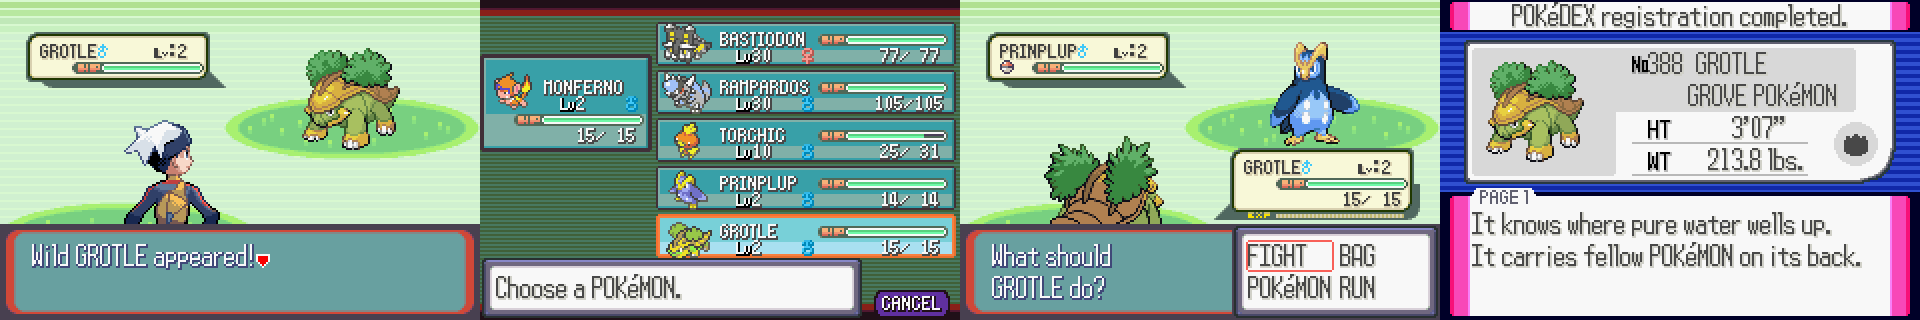 GROTLE♂ Lv:2
Wild GROTLE appeared!
MONFERNO
Lv2 ♂
15/ 15
BASTIODON
Lv30 ♀ 77/ 77
RAMPARDOS
Lv30 ♂ 105/105
TORCHIC
Lv10 ♂ 25/ 31
PRINPLUP
Lv2 ♂ 14/ 14
GROTLE
Lv2 ♂ 15/ 15
Choose a POKéMON.
CANCEL
PRINPLUP♂ Lv:2
GROTLE♂ Lv:2
15/ 15
EXP
What should
GROTLE do?
FIGHT BAG
POKéMON RUN
POKéDEX registration completed.
No388 GROTLE
GROVE POKéMON
HT 3'07"
WT 213.8 lbs.
PAGE 1
It knows where pure water wells up.
It carries fellow POKéMON on its back.